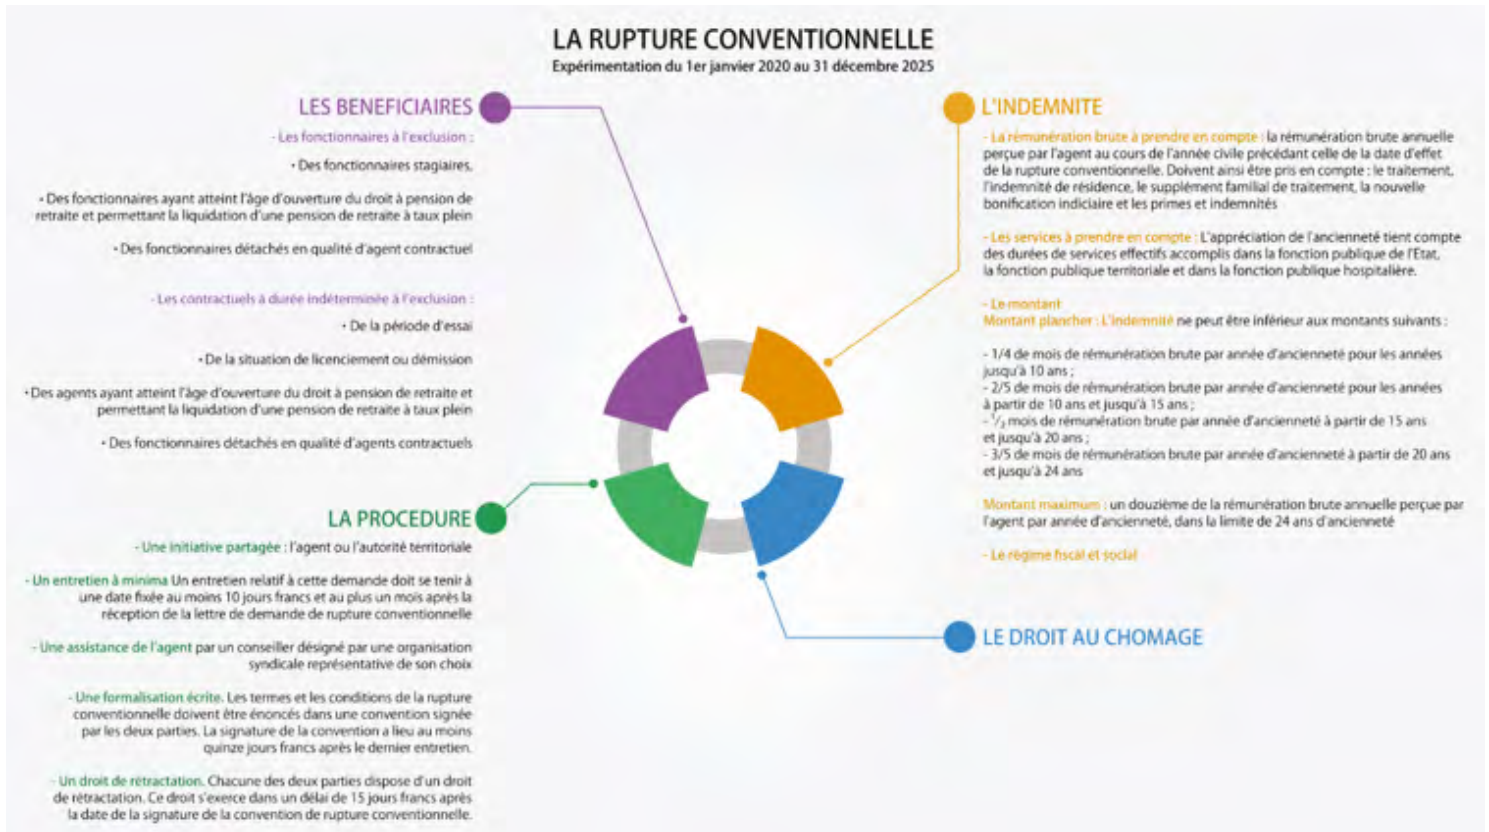 LA RUPTURE CONVENTIONNELLE
Expérimentation du 1er janvier 2020 au 31 décembre 2025
LES BENEFICIAIRES
- Les fonctionnaires à l'exclusion :
• Des fonctionnaires stagiaires,
• Des fonctionnaires ayant atteint l'âge d'ouverture du droit à pension de
retraite et permettant la liquidation d'une pension de retraite à taux plein
• Des fonctionnaires détachés en qualité d'agent contractuel
- Les contractuels à durée indéterminée à l'exclusion :
• De la période d'essai
• De la situation de licenciement ou démission
• Des agents ayant atteint l'âge d'ouverture du droit à pension de retraite et
permettant la liquidation d'une pension de retraite à taux plein
• Des fonctionnaires détachés en qualité d'agents contractuels
LA PROCEDURE
- Une initiative partagée : l'agent ou l'autorité territoriale
- Un entretien à minima Un entretien relatif à cette demande doit se tenir à
une date fixée au moins 10 jours francs et au plus un mois après la
réception de la lettre de demande de rupture conventionnelle
- Une assistance de l'agent par un conseiller désigné par une organisation
syndicale représentative de son choix
- Une formalisation écrite. Les termes et les conditions de la rupture
conventionnelle doivent être énoncés dans une convention signée
par les deux parties. La signature de la convention a lieu au moins
quinze jours francs après le dernier entretien.
- Un droit de rétractation. Chacune des deux parties dispose d'un droit
de rétractation. Ce droit s'exerce dans un délai de 15 jours francs après
la date de la signature de la convention de rupture conventionnelle.
L'INDEMNITE
- La rémunération brute à prendre en compte : la rémunération brute annuelle
perçue par l'agent au cours de l'année civile précédant celle de la date d'effet
de la rupture conventionnelle. Doivent ainsi être pris en compte : le traitement,
l'indemnité de résidence, le supplément familial de traitement, la nouvelle
bonification indiciaire et les primes et indemnités
- Les services à prendre en compte : L'appréciation de l'ancienneté tient compte
des durées de services effectifs accomplis dans la fonction publique de l'Etat,
la fonction publique territoriale et dans la fonction publique hospitalière.
- Le montant
Montant plancher : L'indemnité ne peut être inférieur aux montants suivants :
- 1/4 de mois de rémunération brute par année d'ancienneté pour les années
jusqu'à 10 ans ;
- 2/5 de mois de rémunération brute par année d'ancienneté pour les années
à partir de 10 ans et jusqu'à 15 ans ;
- ½ mois de rémunération brute par année d'ancienneté à partir de 15 ans
et jusqu'à 20 ans ;
- 3/5 de mois de rémunération brute par année d'ancienneté à partir de 20 ans
et jusqu'à 24 ans
Montant maximum : un douzième de la rémunération brute annuelle perçue par
l'agent par année d'ancienneté, dans la limite de 24 ans d'ancienneté
- Le régime fiscal et social
LE DROIT AU CHOMAGE